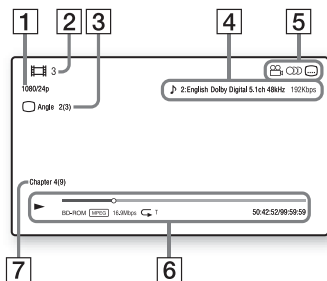 1 2 3 4 5
3
1080/24p
Angle 2(3)
♪ 2:English Dolby Digital 5.1ch 48kHz 192Kbps
Chapter 4(9)
BD-ROM MPEG 16.9Mbps T 50:42:52/99:59:59
7 6